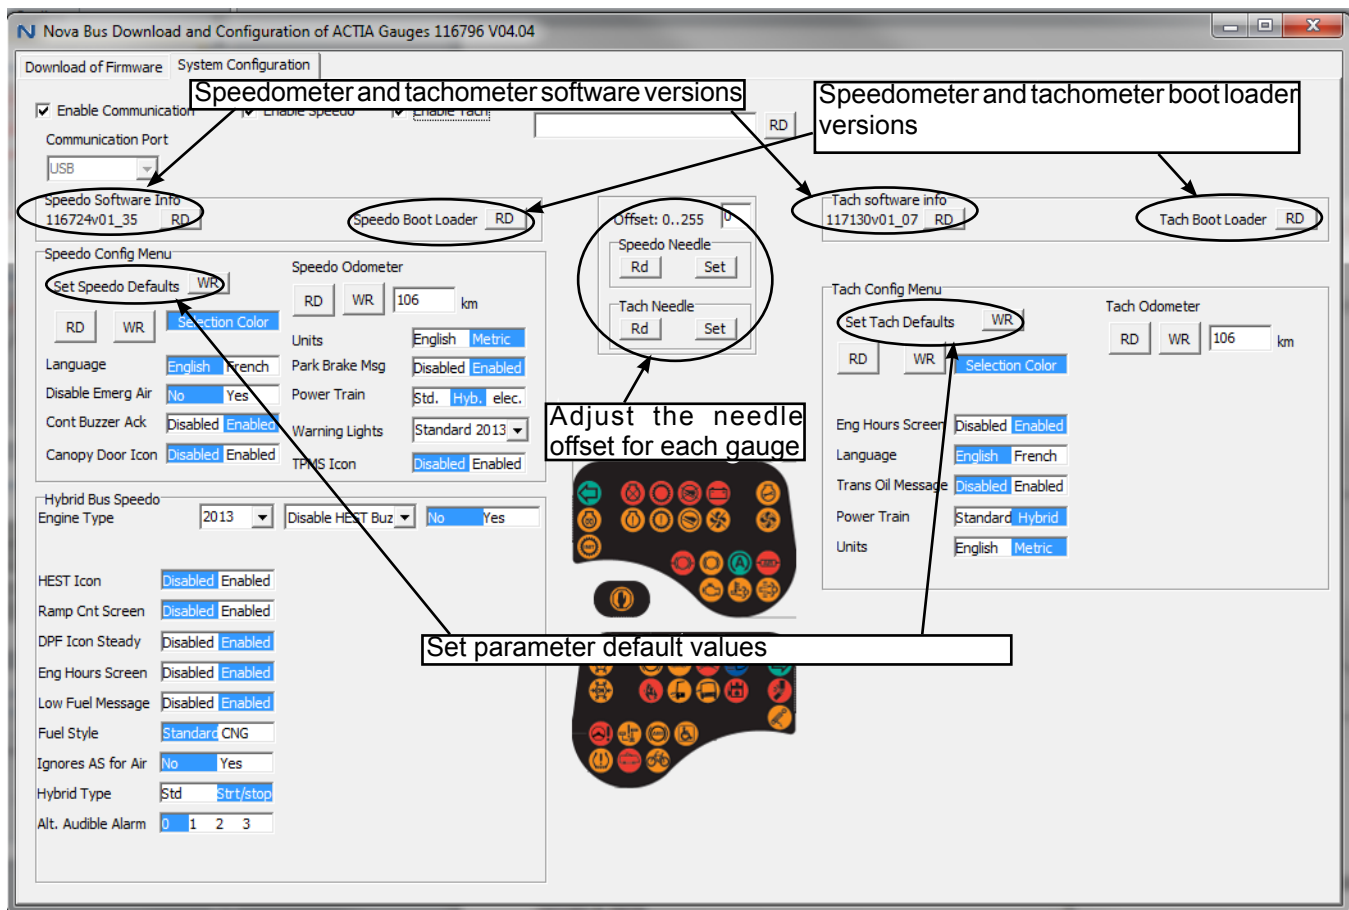 Nova Bus Download and Configuration of ACTIA Gauges 116796 V04.04
Download of Firmware
System Configuration
Speedometer and tachometer software versions
Speedometer and tachometer boot loader
versions
Enable Communication
Enable Speedo
Enable Tach
RD
Communication Port
USB
Speedo Software Info
116724v01_35 RD
Speedo Boot Loader RD
Offset: 0..255 0
Speedo Needle
Rd Set
Tach Needle
Rd Set
Tach software info
117130v01_07 RD
Tach Boot Loader RD
Speedo Config Menu
Set Speedo Defaults WR
RD WR Selection Color
Language English French
Disable Emerg Air No Yes
Cont Buzzer Ack Disabled Enabled
Canopy Door Icon Disabled Enabled
Speedo Odometer
RD WR 106 km
Units English Metric
Park Brake Msg Disabled Enabled
Power Train Std. Hyb. elec.
Warning Lights Standard 2013
TPMS Icon Disabled Enabled
Adjust the needle
offset for each gauge
Tach Config Menu
Set Tach Defaults WR
RD WR Selection Color
Tach Odometer
RD WR 106 km
Eng Hours Screen Disabled Enabled
Language English French
Trans Oil Message Disabled Enabled
Power Train Standard Hybrid
Units English Metric
Hybrid Bus Speedo
Engine Type 2013 Disable HEST Buz No Yes
HEST Icon Disabled Enabled
Ramp Cnt Screen Disabled Enabled
DPF Icon Steady Disabled Enabled
Eng Hours Screen Disabled Enabled
Low Fuel Message Disabled Enabled
Fuel Style Standard CNG
Ignores AS for Air No Yes
Hybrid Type Std Strt/stop
Alt. Audible Alarm 0 1 2 3
Set parameter default values